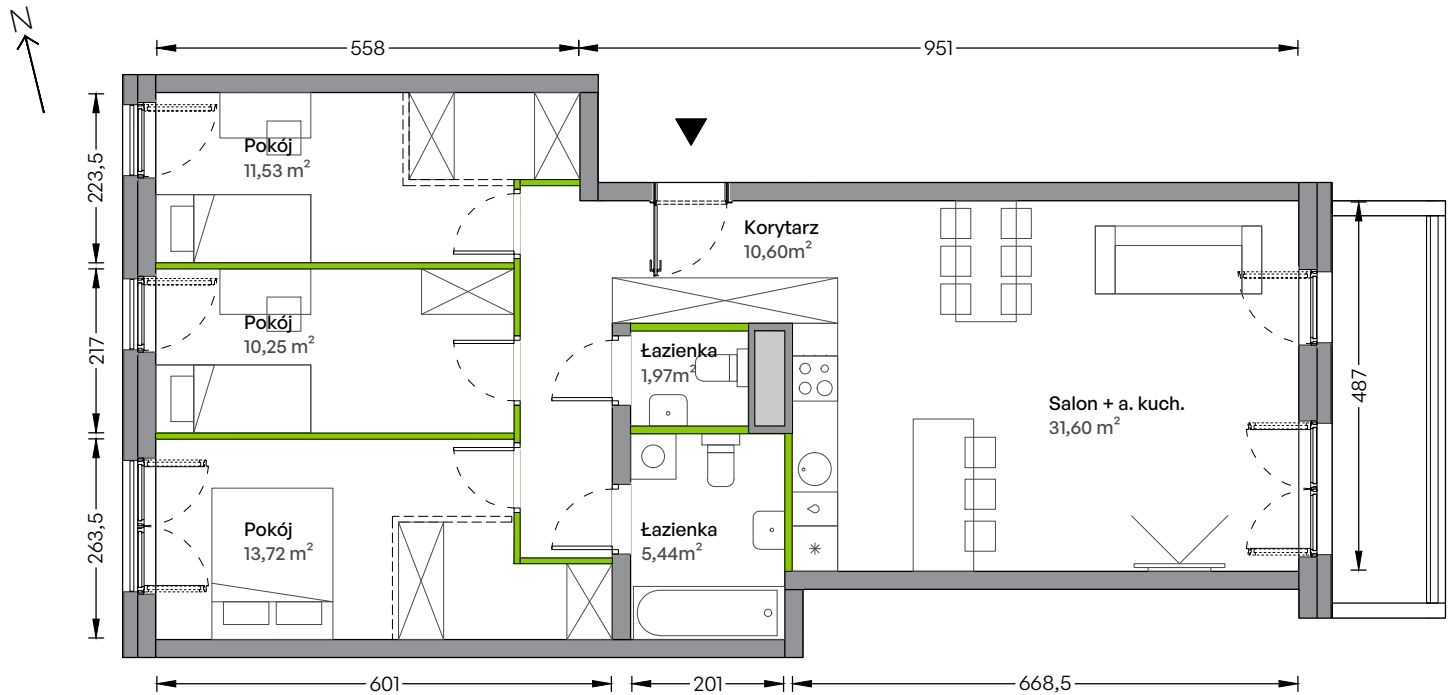 N
558
951
223,5
Pokój
11,53 m²
Korytarz
10,60m²
217
Pokój
10,25 m²
Łazienka
1,97m²
487
Salon + a. kuch.
31,60 m²
263,5
Pokój
13,72 m²
Łazienka
5,44m²
601
201
668,5